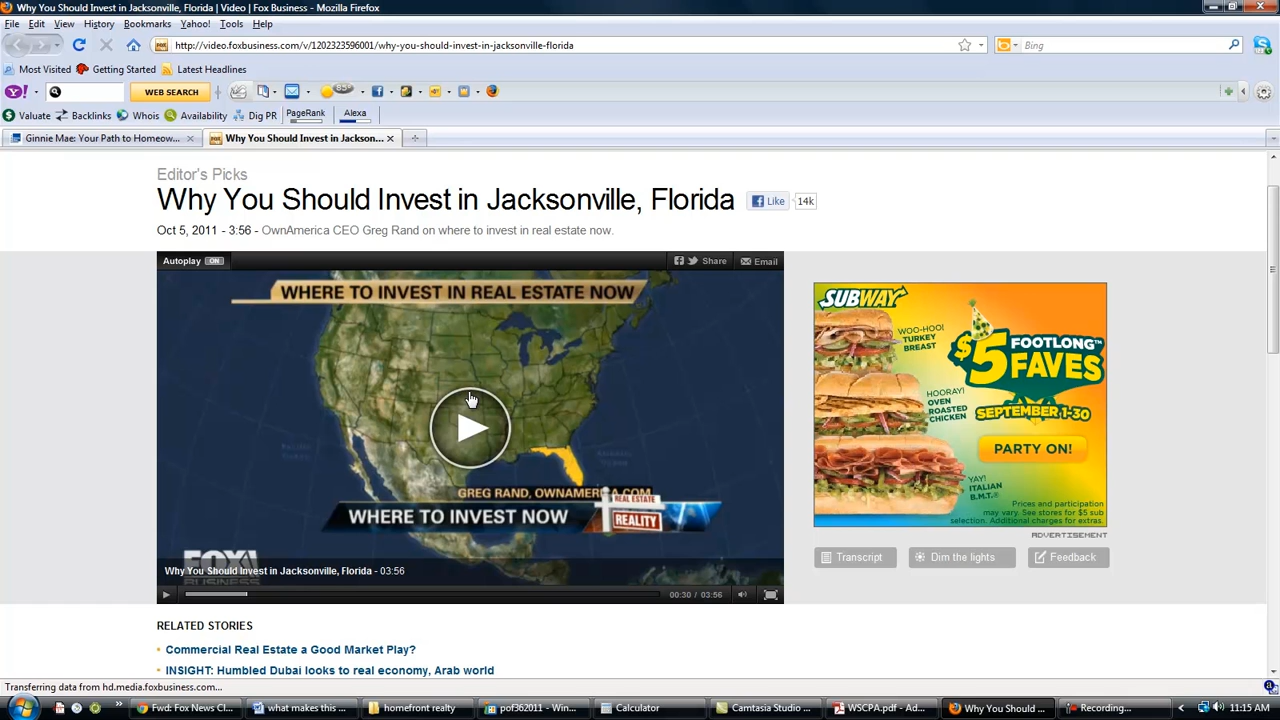 Why You Should Invest in Jacksonville, Florida | Video | Fox Business - Mozilla Firefox
File Edit View History Bookmarks Yahoo! Tools Help
http://video.foxbusiness.com/v/1202323596001/why-you-should-invest-in-jacksonville-florida
Bing
Most Visited Getting Started Latest Headlines
Y! WEB SEARCH 85°
Valuate Backlinks Whois Availability Dig PR PageRank Alexa
Ginnie Mae: Your Path to Homeow... Why You Should Invest in Jackson...
Editor's Picks
Why You Should Invest in Jacksonville, Florida
Like 14k
Oct 5, 2011 - 3:56 - OwnAmerica CEO Greg Rand on where to invest in real estate now.
Autoplay ON Share Email
WHERE TO INVEST IN REAL ESTATE NOW
GREG RAND, OWNAMERICA.COM
REAL ESTATE
WHERE TO INVEST NOW
REALITY
FOX
BUSINESS
Why You Should Invest in Jacksonville, Florida - 03:56
00:30 / 03:56
SUBWAY
WOO-HOO!
TURKEY
BREAST
$5 FOOTLONG™
FAVES
HOORAY!
OVEN
ROASTED
CHICKEN
SEPTEMBER 1-30
PARTY ON!
YAY!
ITALIAN
B.M.T.®
Prices and participation
may vary. See stores for $5 sub
selection. Additional charges for extras.
ADVERTISEMENT
Transcript Dim the lights Feedback
RELATED STORIES
Commercial Real Estate a Good Market Play?
INSIGHT: Humbled Dubai looks to real economy, Arab world
Transferring data from hd.media.foxbusiness.com...
Fwd: Fox News Cl... what makes this ... homefront realty pof362011 - Win... Calculator Camtasia Studio ... WSCPA.pdf - Ad... Why You Should ... Recording... 11:15 AM